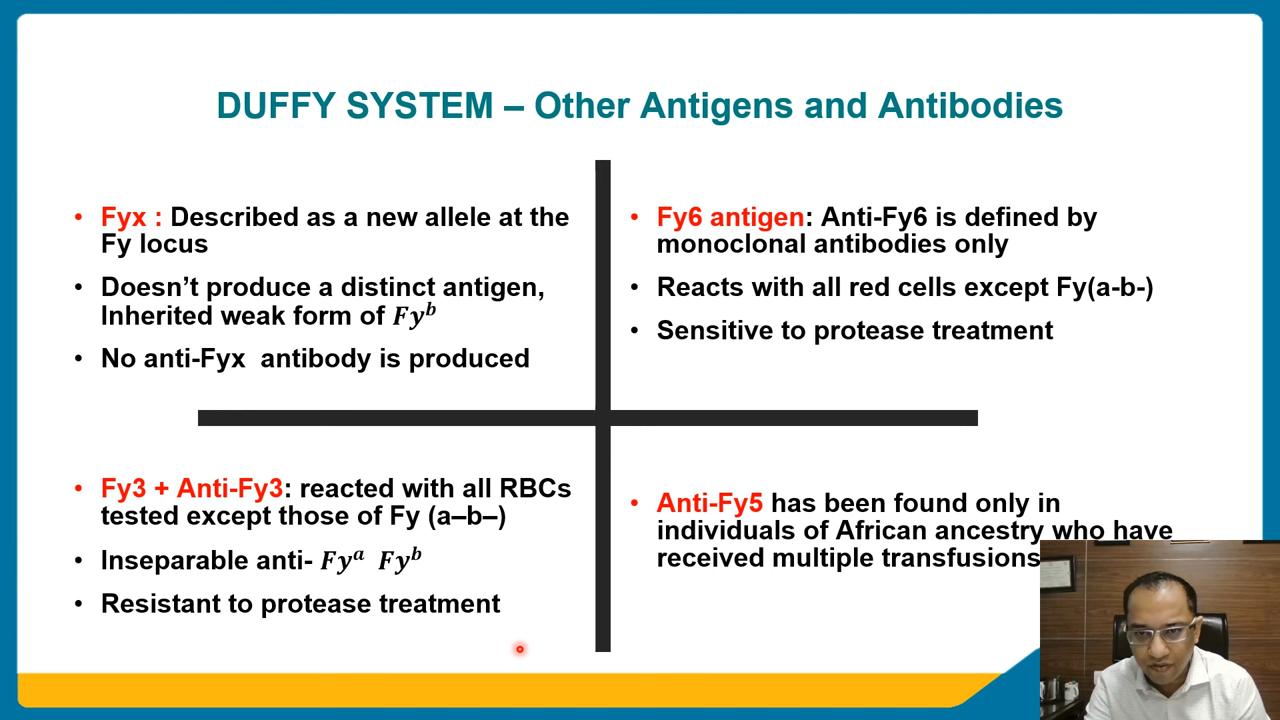 DUFFY SYSTEM – Other Antigens and Antibodies
• Fyx : Described as a new allele at the
Fy locus
• Doesn’t produce a distinct antigen,
Inherited weak form of 𝑭𝒚ᵇ
• No anti-Fyx  antibody is produced
• Fy6 antigen: Anti-Fy6 is defined by
monoclonal antibodies only
• Reacts with all red cells except Fy(a-b-)
• Sensitive to protease treatment
• Fy3 + Anti-Fy3: reacted with all RBCs
tested except those of Fy (a–b–)
• Inseparable anti- 𝑭𝒚ᵃ  𝑭𝒚ᵇ
• Resistant to protease treatment
• Anti-Fy5 has been found only in
individuals of African ancestry who have
received multiple transfusions